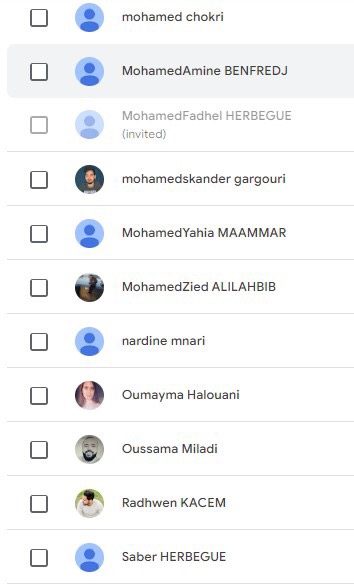 mohamed chokri
MohamedAmine BENFREDJ
MohamedFadhel HERBEGUE
(invited)
mohamedskander gargouri
MohamedYahia MAAMMAR
MohamedZied ALILAHBIB
nardine mnari
Oumayma Halouani
Oussama Miladi
Radhwen KACEM
Saber HERBEGUE